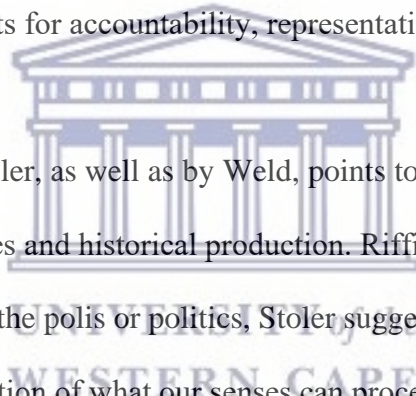 ts for accountability, representati
ler, as well as by Weld, points to
es and historical production. Riffi
UNIVERSITY of the
the polis or politics, Stoler sugge
WESTERN CAPE
tion of what our senses can proce